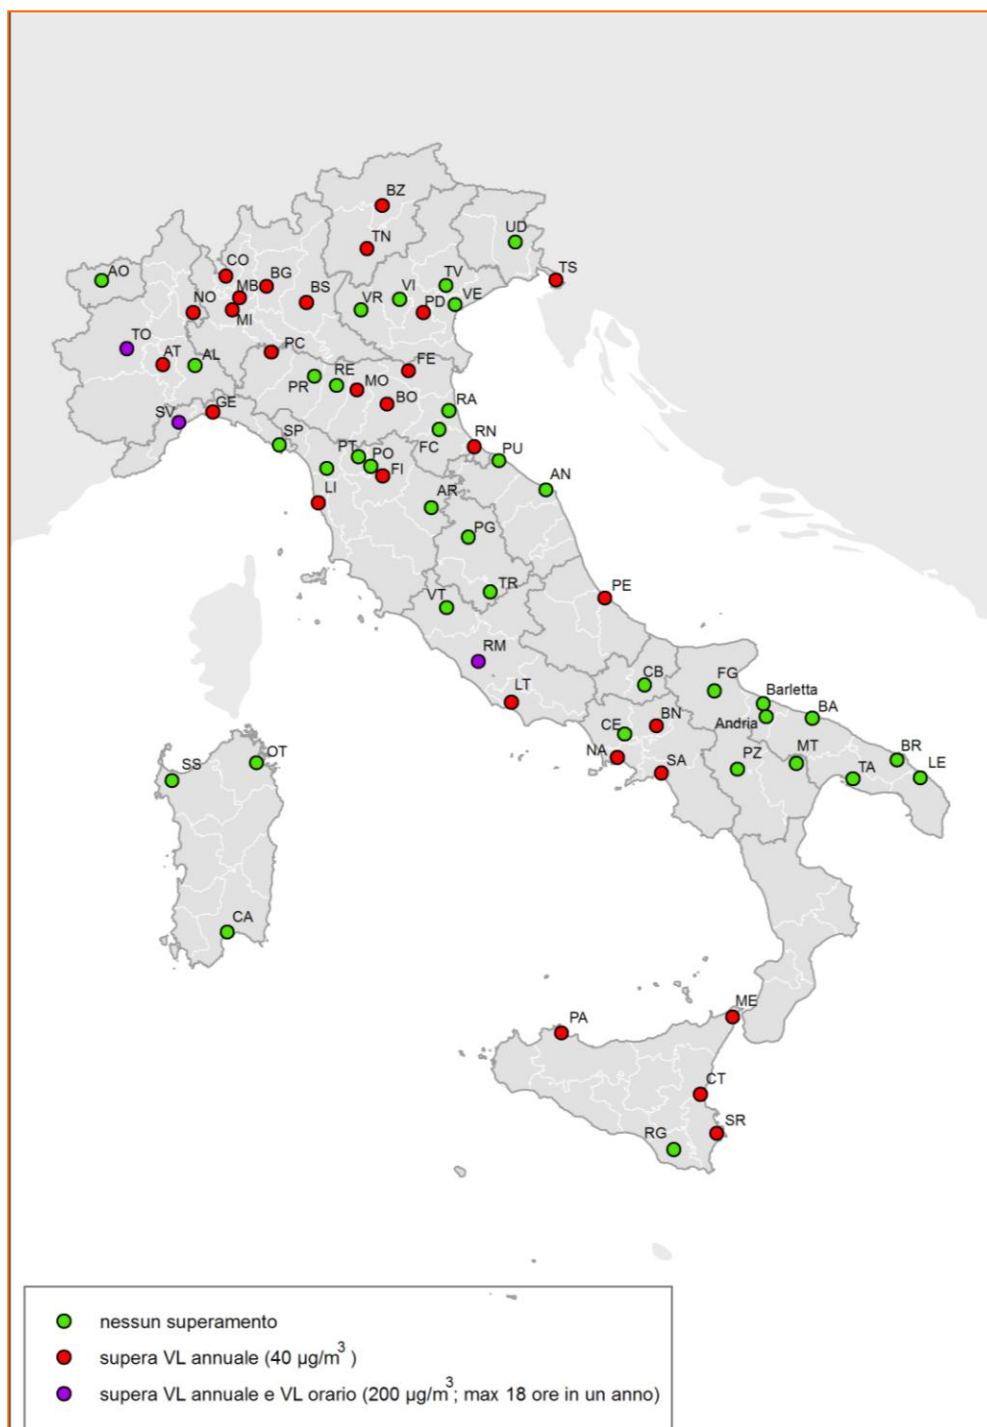 BZ
UD
TN
TS
CO
AO
BG
TV
MB
BS
VI
VE
NO
VR
PD
MI
TO
PC
AT
AL
FE
RE
PR
MO
BO
RA
GE
SV
SP
FC
RN
PT
PO
PU
FI
AN
LI
AR
PG
TR
VT
PE
RM
CB
FG
LT
Barletta
BN
BA
CE
Andria
NA
SA
PZ
MT
BR
LE
TA
OT
SS
CA
ME
PA
CT
SR
RG
nessun superamento
supera VL annuale (40 µg/m³ )
supera VL annuale e VL orario (200 µg/m³; max 18 ore in un anno)